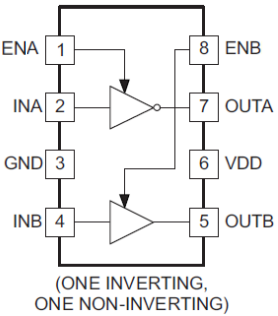 ENA 1 8 ENB
INA 2 7 OUTA
GND 3 6 VDD
INB 4 5 OUTB
(ONE INVERTING,
ONE NON-INVERTING)